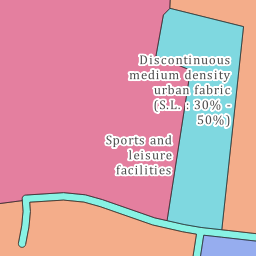 Discontinuous
medium density
urban fabric
(S.L. : 30% -
50%)
Sports and
leisure
facilities